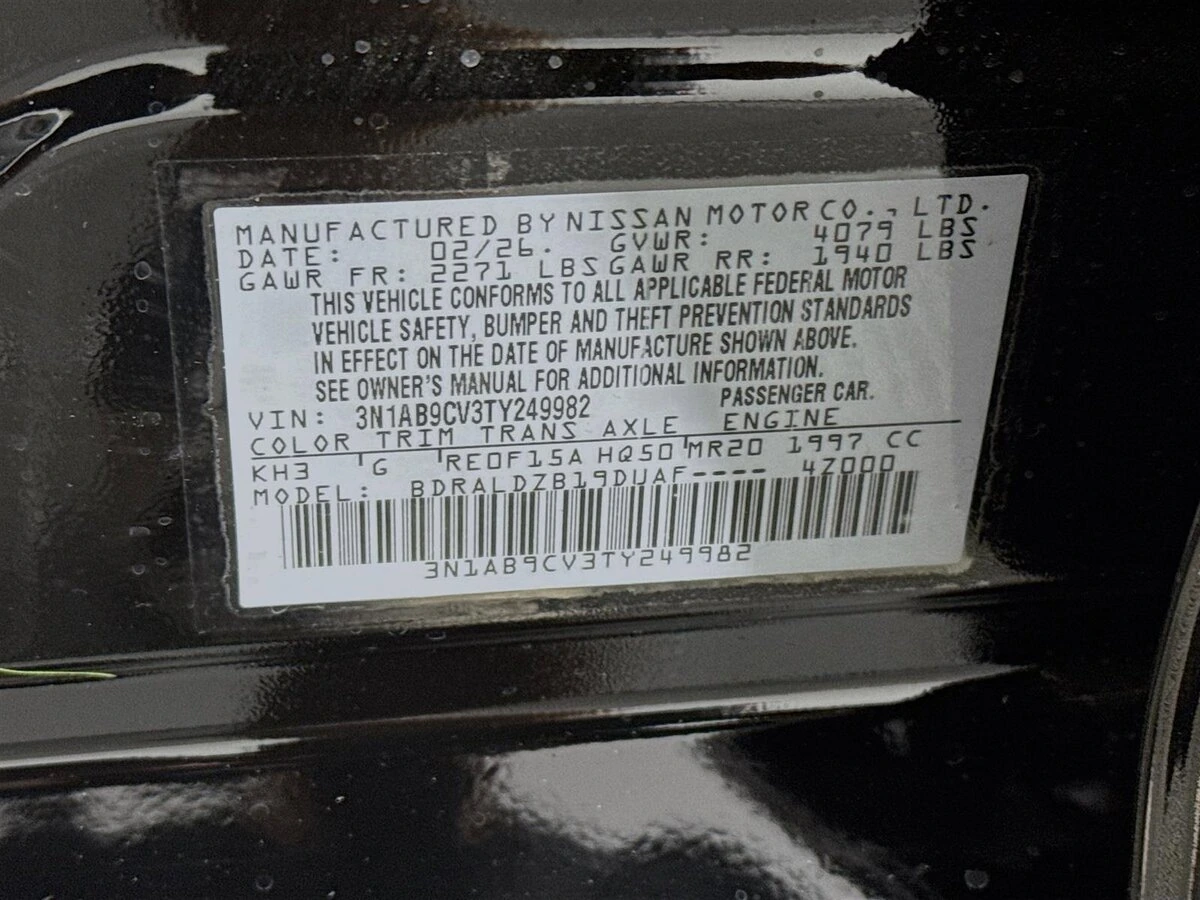 MANUFACTURED BY NISSAN MOTOR CO., LTD.
DATE: 02/26. GVWR: 4079 LBS
GAWR FR: 2271 LBS GAWR RR: 1940 LBS
THIS VEHICLE CONFORMS TO ALL APPLICABLE FEDERAL MOTOR
VEHICLE SAFETY, BUMPER AND THEFT PREVENTION STANDARDS
IN EFFECT ON THE DATE OF MANUFACTURE SHOWN ABOVE.
SEE OWNER'S MANUAL FOR ADDITIONAL INFORMATION.
VIN: 3N1AB9CV3TY249982 PASSENGER CAR.
COLOR TRIM TRANS AXLE ENGINE
KH3 G RE0F15A HQ50 MR20 1997 CC
MODEL: BDRALDZB19DUAF---- 4Z000
3N1AB9CV3TY249982